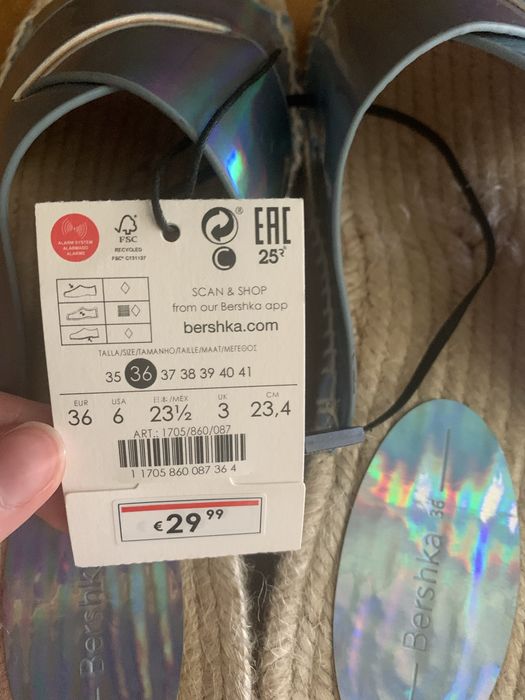 ALARM SYSTEM
ALARMADO
ALARME
FSC
RECYCLED
FSC® C131137
®
EAC
25
SCAN & SHOP
from our Bershka app
bershka.com
TALLA/SIZE/TAMANHO/TAILLE/MAAT/ΜΕΓΕΘΟΣ
35 36 37 38 39 40 41
EUR USA MEX UK CM
36 6 23½ 3 23,4
ART.: 1705/860/087
1 1705 860 087 36 4
€29 99
Bershka 36
Bershka